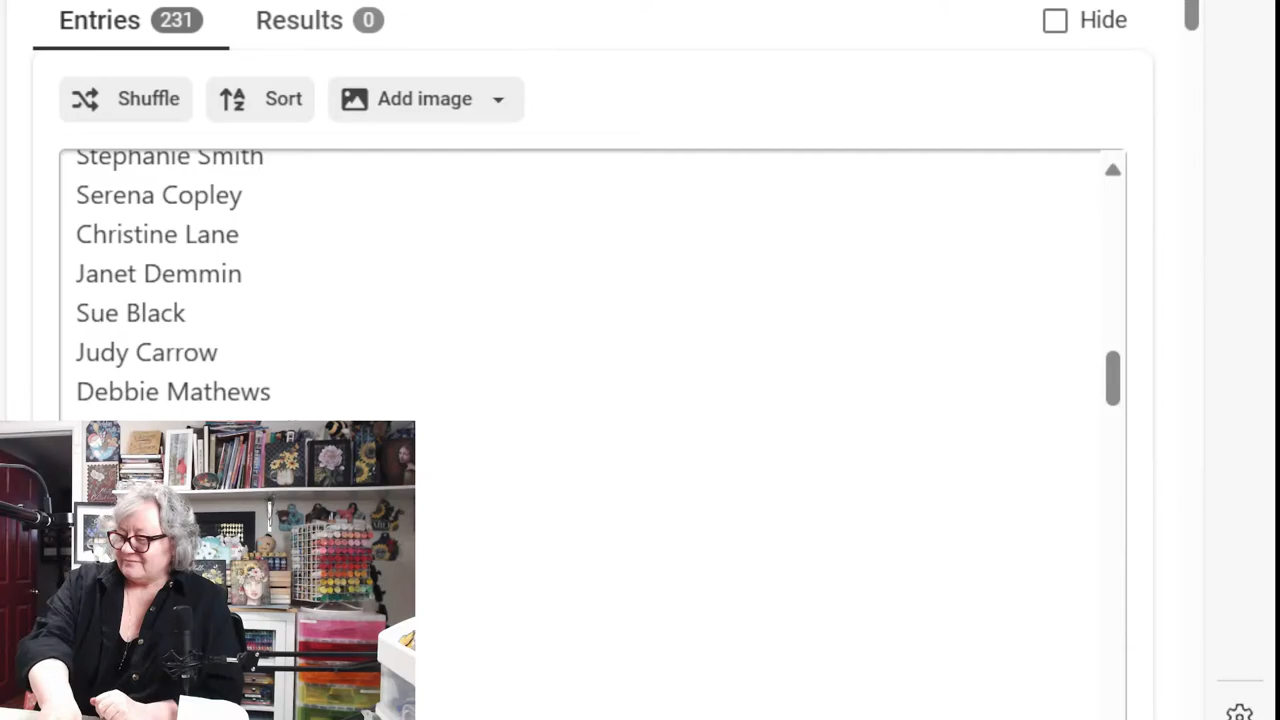 Entries 231 Results 0 Hide
Shuffle Sort Add image
Stephanie Smith
Serena Copley
Christine Lane
Janet Demmin
Sue Black
Judy Carrow
Debbie Mathews